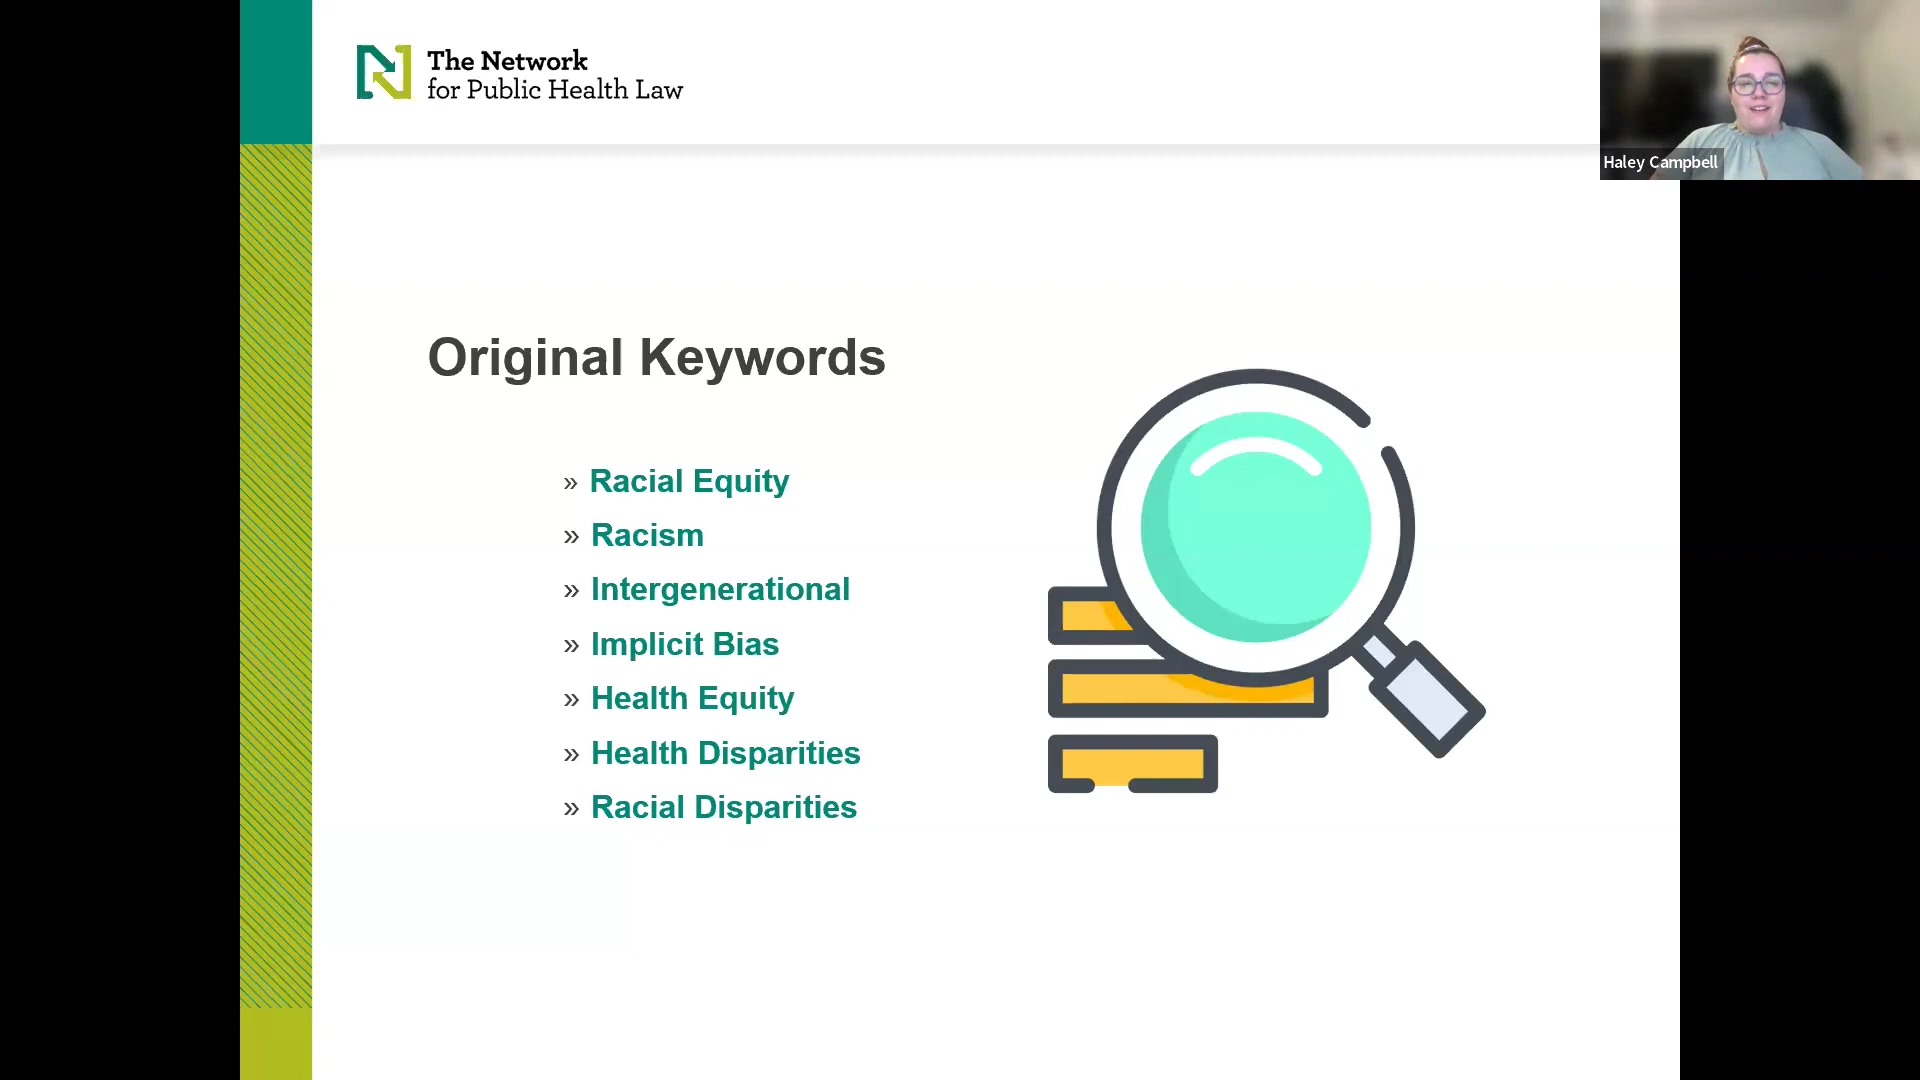 The Network
for Public Health Law
Haley Campbell
Original Keywords
» Racial Equity
» Racism
» Intergenerational
» Implicit Bias
» Health Equity
» Health Disparities
» Racial Disparities